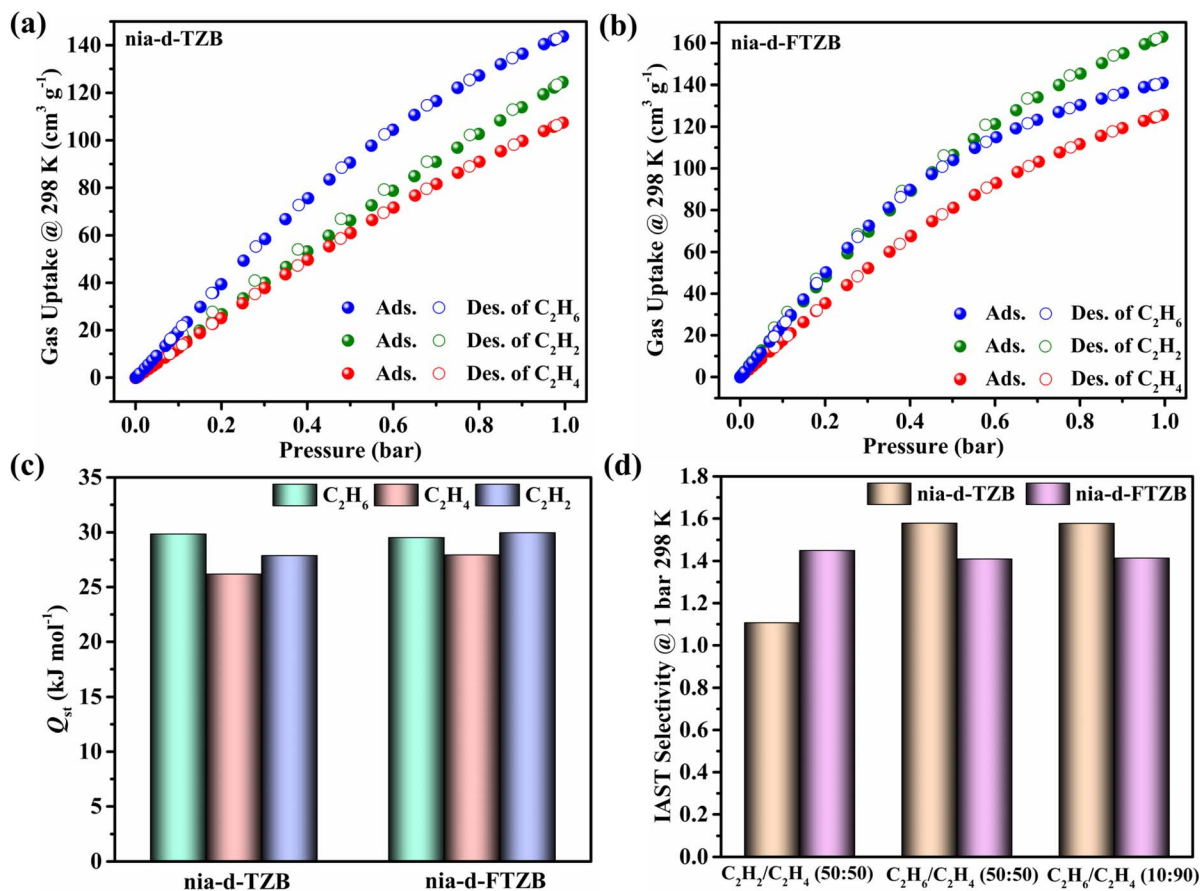 (a)
nia-d-TZB
Gas Uptake @ 298 K (cm³ g⁻¹)
140
120
100
80
60
40
20
0
Ads. Des. of C₂H₆
Ads. Des. of C₂H₂
Ads. Des. of C₂H₄
0.0 0.2 0.4 0.6 0.8 1.0
Pressure (bar)
(b)
nia-d-FTZB
Gas Uptake @ 298 K (cm³ g⁻¹)
160
140
120
100
80
60
40
20
0
Ads. Des. of C₂H₆
Ads. Des. of C₂H₂
Ads. Des. of C₂H₄
0.0 0.2 0.4 0.6 0.8 1.0
Pressure (bar)
(c)
Qst (kJ mol⁻¹)
35
30
25
20
15
10
5
0
C₂H₆ C₂H₄ C₂H₂
nia-d-TZB nia-d-FTZB
(d)
IAST Selectivity @ 1 bar 298 K
1.8
1.6
1.4
1.2
1.0
0.8
0.6
0.4
0.2
0.0
nia-d-TZB nia-d-FTZB
C₂H₂/C₂H₄ (50:50) C₂H₆/C₂H₄ (50:50) C₂H₆/C₂H₄ (10:90)